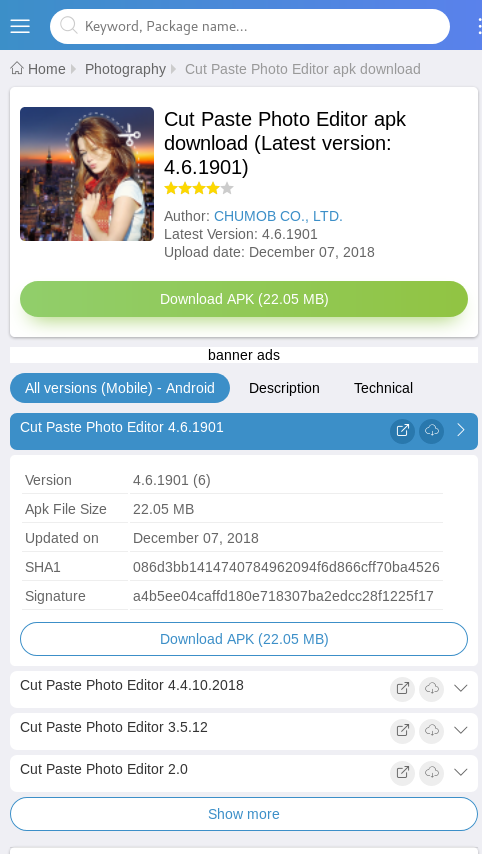 Keyword, Package name...
Home Photography Cut Paste Photo Editor apk download
Cut Paste Photo Editor apk
download (Latest version:
4.6.1901)
Author: CHUMOB CO., LTD.
Latest Version: 4.6.1901
Upload date: December 07, 2018
Download APK (22.05 MB)
banner ads
All versions (Mobile) - Android Description Technical
Cut Paste Photo Editor 4.6.1901
Version 4.6.1901 (6)
Apk File Size 22.05 MB
Updated on December 07, 2018
SHA1 086d3bb1414740784962094f6d866cff70ba4526
Signature a4b5ee04caffd180e718307ba2edcc28f1225f17
Download APK (22.05 MB)
Cut Paste Photo Editor 4.4.10.2018
Cut Paste Photo Editor 3.5.12
Cut Paste Photo Editor 2.0
Show more